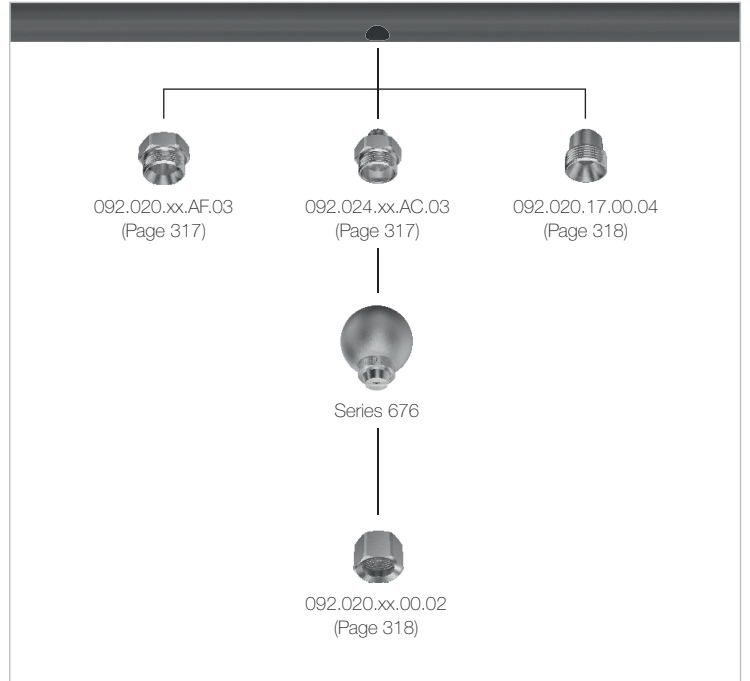 092.020.xx.AF.03
(Page 317)
092.024.xx.AC.03
(Page 317)
092.020.17.00.04
(Page 318)
Series 676
092.020.xx.00.02
(Page 318)